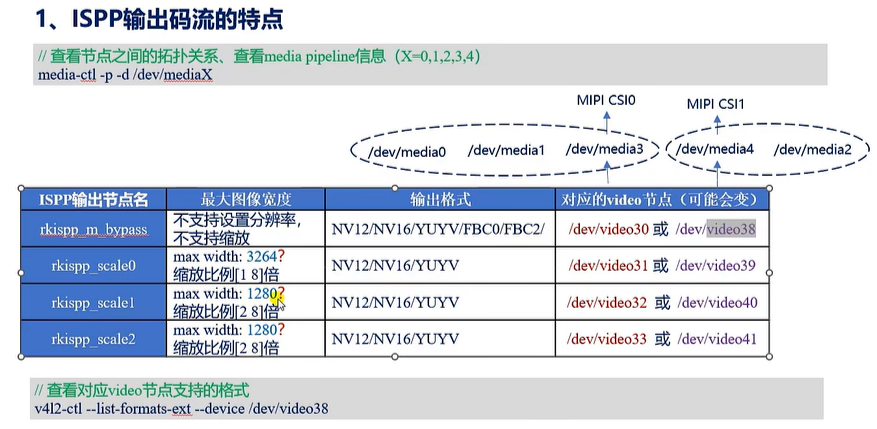 1、ISPP输出码流的特点
// 查看节点之间的拓扑关系、查看media pipeline信息（X=0,1,2,3,4）
media-ctl -p -d /dev/mediaX
MIPI CSI0
MIPI CSI1
/dev/media0 /dev/media1 /dev/media3 /dev/media4 /dev/media2
ISPP输出节点名 最大图像宽度 输出格式 对应的video节点（可能会变）
rkispp_m_bypass 不支持设置分辨率， NV12/NV16/YUYV/FBC0/FBC2/ /dev/video30 或 /dev/video38
不支持缩放
rkispp_scale0 max width: 3264? NV12/NV16/YUYV /dev/video31 或 /dev/video39
缩放比例[1 8]倍
rkispp_scale1 max width: 1280? NV12/NV16/YUYV /dev/video32 或 /dev/video40
缩放比例[2 8]倍
rkispp_scale2 max width: 1280? NV12/NV16/YUYV /dev/video33 或 /dev/video41
缩放比例[2 8]倍
// 查看对应video节点支持的格式
v4l2-ctl --list-formats-ext --device /dev/video38